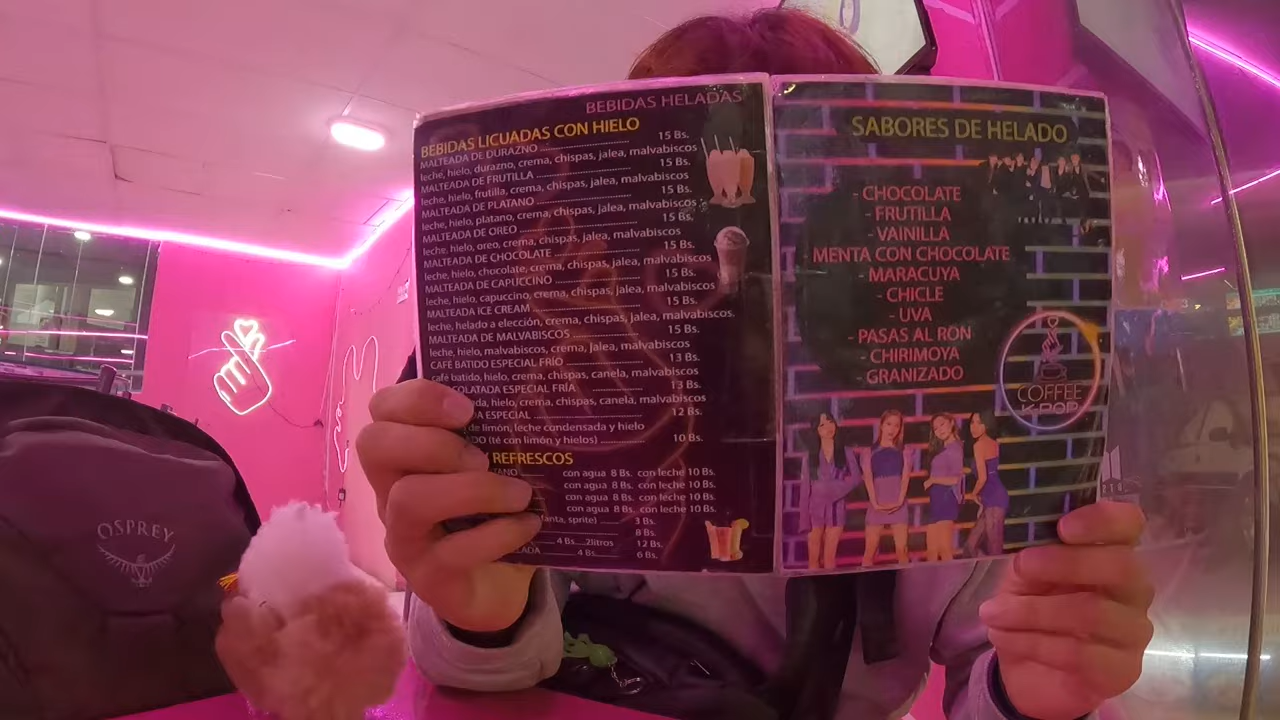 BEBIDAS HELADAS
BEBIDAS LICUADAS CON HIELO
MALTEADA DE DURAZNO 15 Bs.
leche, hielo, durazno, crema, chispas, jalea, malvabiscos
MALTEADA DE FRUTILLA 15 Bs.
leche, hielo, frutilla, crema, chispas, jalea, malvabiscos
MALTEADA DE PLATANO 15 Bs.
leche, hielo, platano, crema, chispas, jalea, malvabiscos
MALTEADA DE OREO 15 Bs.
leche, hielo, oreo, crema, chispas, jalea, malvabiscos
MALTEADA DE CHOCOLATE 15 Bs.
leche, hielo, chocolate, crema, chispas, jalea, malvabiscos
MALTEADA DE CAPUCCINO 15 Bs.
leche, hielo, capuccino, crema, chispas, jalea, malvabiscos
MALTEADA ICE CREAM 15 Bs.
leche, helado a elección, crema, chispas, jalea, malvabiscos.
MALTEADA DE MALVABISCOS 15 Bs.
leche, hielo, malvabiscos, crema, Jalea, malvabiscos
CAFE BATIDO ESPECIAL FRÍO 13 Bs.
café batido, hielo, crema, chispas, canela, malvabiscos
COLATADA ESPECIAL FRÍA 13 Bs.
hielo, crema, chispas, canela, malvabiscos
ESPECIAL 12 Bs.
de limón, leche condensada y hielo
DO (té con limón y hielos) 10 Bs.
Y REFRESCOS
con agua 8 Bs. con leche 10 Bs.
con agua 8 Bs. con leche 10 Bs.
con agua 8 Bs. con leche 10 Bs.
con agua 8 Bs. con leche 10 Bs.
fanta, sprite) 3 Bs.
8 Bs.
4 Bs....2litros 12 Bs.
4 Bs. 6 Bs.
SABORES DE HELADO
- CHOCOLATE
- FRUTILLA
- VAINILLA
MENTA CON CHOCOLATE
- MARACUYA
- CHICLE
- UVA
- PASAS AL RON
- CHIRIMOYA
- GRANIZADO
COFFEE
K-POP
OSPREY